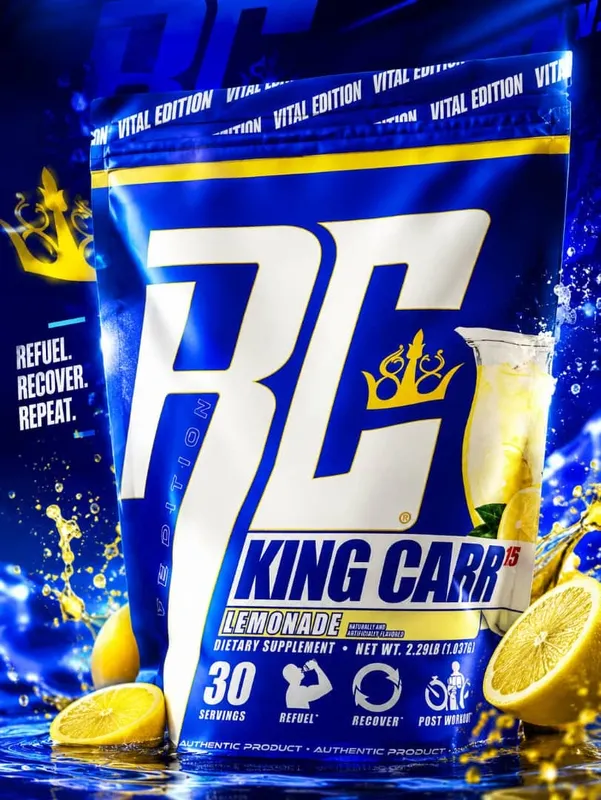 VITAL EDITION
VITAL EDITION
VITAL EDITION
VITAL EDITION
RC
REFUEL.
RECOVER.
REPEAT.
EDITION
®
KING CARR15
LEMONADE NATURALLY AND ARTIFICIALLY FLAVORED
DIETARY SUPPLEMENT • NET WT. 2.29LB (1.037G)
30
SERVINGS
REFUEL*
RECOVER*
POST WORKOUT
AUTHENTIC PRODUCT • AUTHENTIC PRODUCT